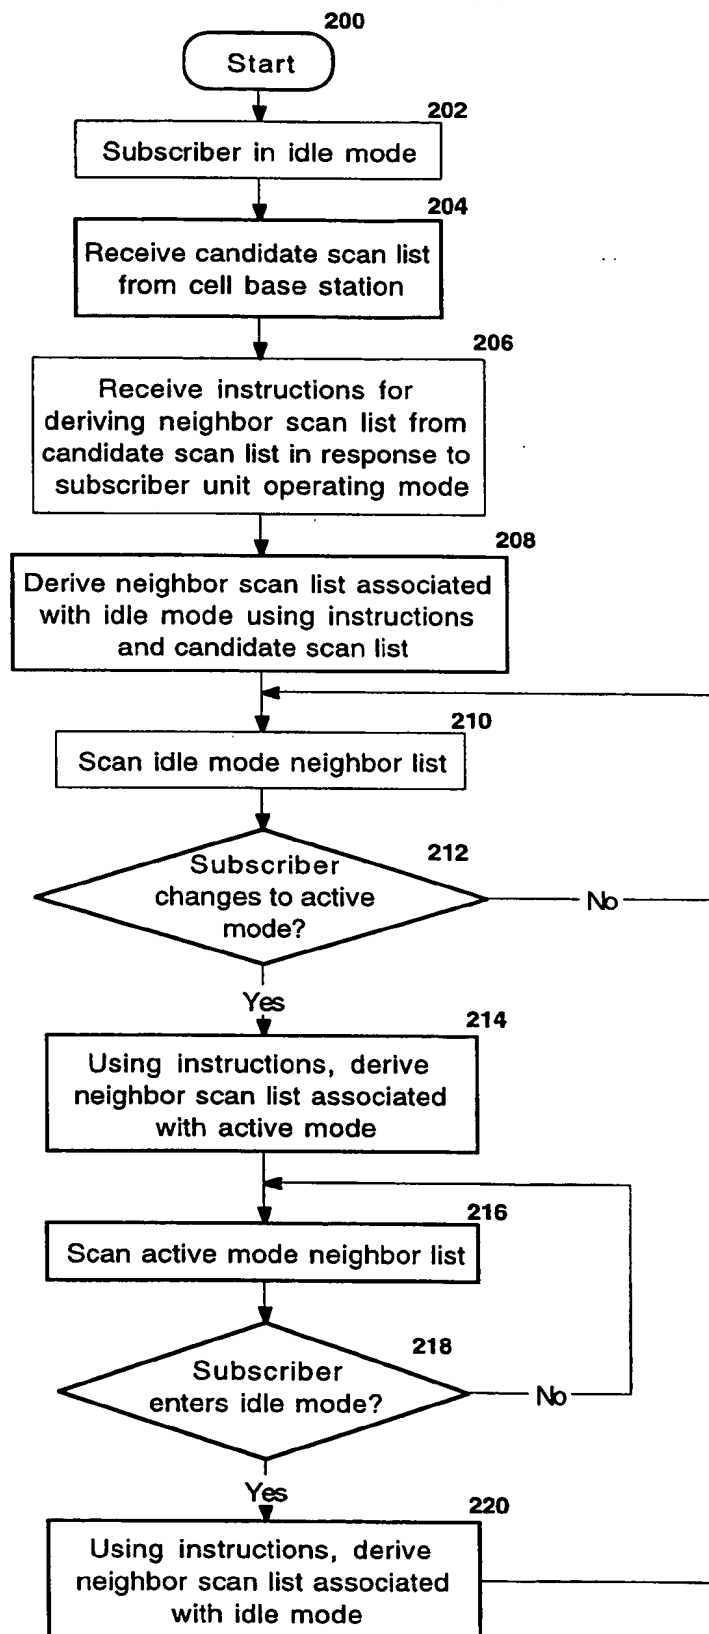 200
Start
202
Subscriber in idle mode
204
Receive candidate scan list
from cell base station
206
Receive instructions for
deriving neighbor scan list from
candidate scan list in response to
subscriber unit operating mode
208
Derive neighbor scan list associated
with idle mode using instructions
and candidate scan list
210
Scan idle mode neighbor list
212
Subscriber
changes to active
mode?
No
Yes
214
Using instructions, derive
neighbor scan list associated
with active mode
216
Scan active mode neighbor list
218
Subscriber
enters idle mode?
No
Yes
220
Using instructions, derive
neighbor scan list associated
with idle mode